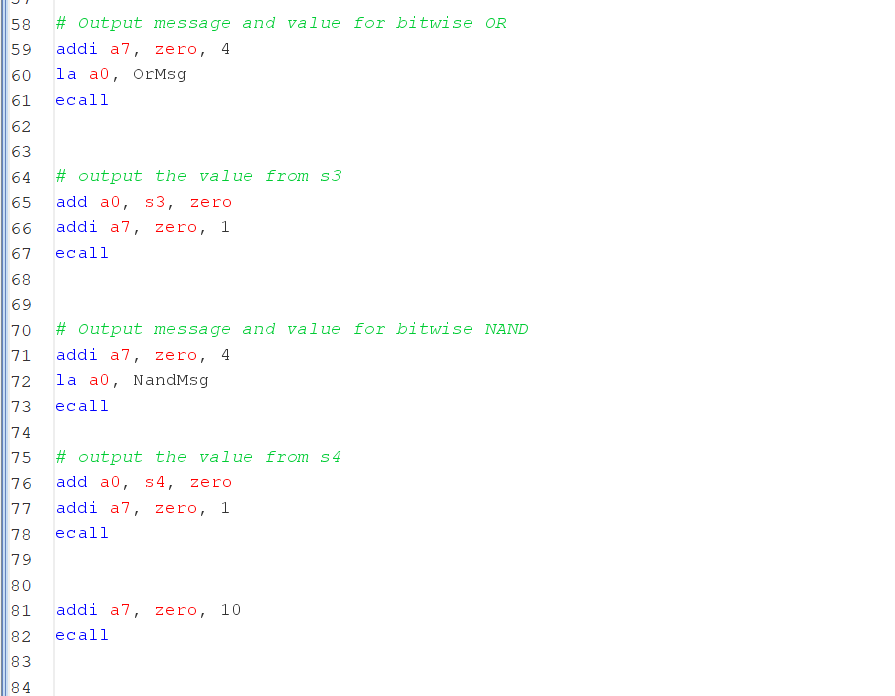 57
58 # Output message and value for bitwise OR
59 addi a7, zero, 4
60 la a0, OrMsg
61 ecall
62
63
64 # output the value from s3
65 add a0, s3, zero
66 addi a7, zero, 1
67 ecall
68
69
70 # Output message and value for bitwise NAND
71 addi a7, zero, 4
72 la a0, NandMsg
73 ecall
74
75 # output the value from s4
76 add a0, s4, zero
77 addi a7, zero, 1
78 ecall
79
80
81 addi a7, zero, 10
82 ecall
83
84